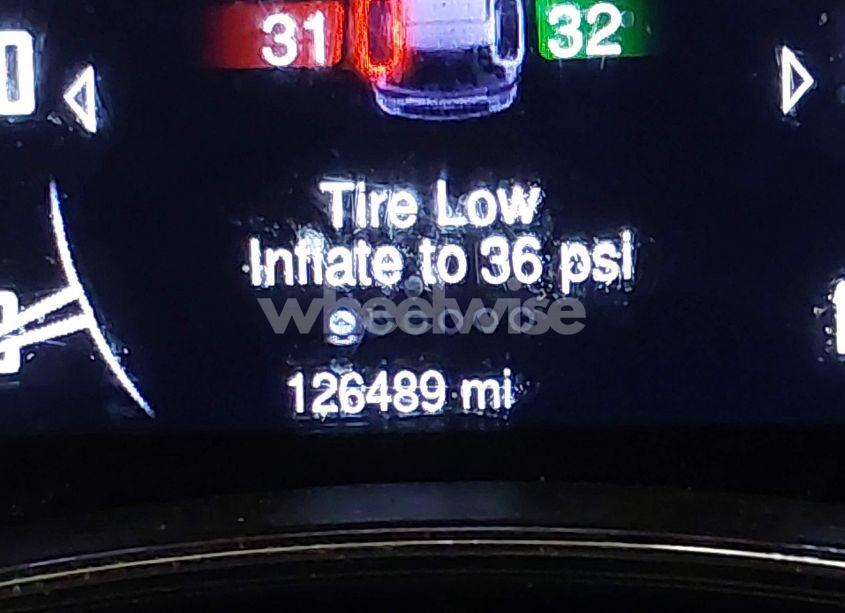 31 32
Tire Low
Inflate to 36 psi
wheelwise
126489 mi